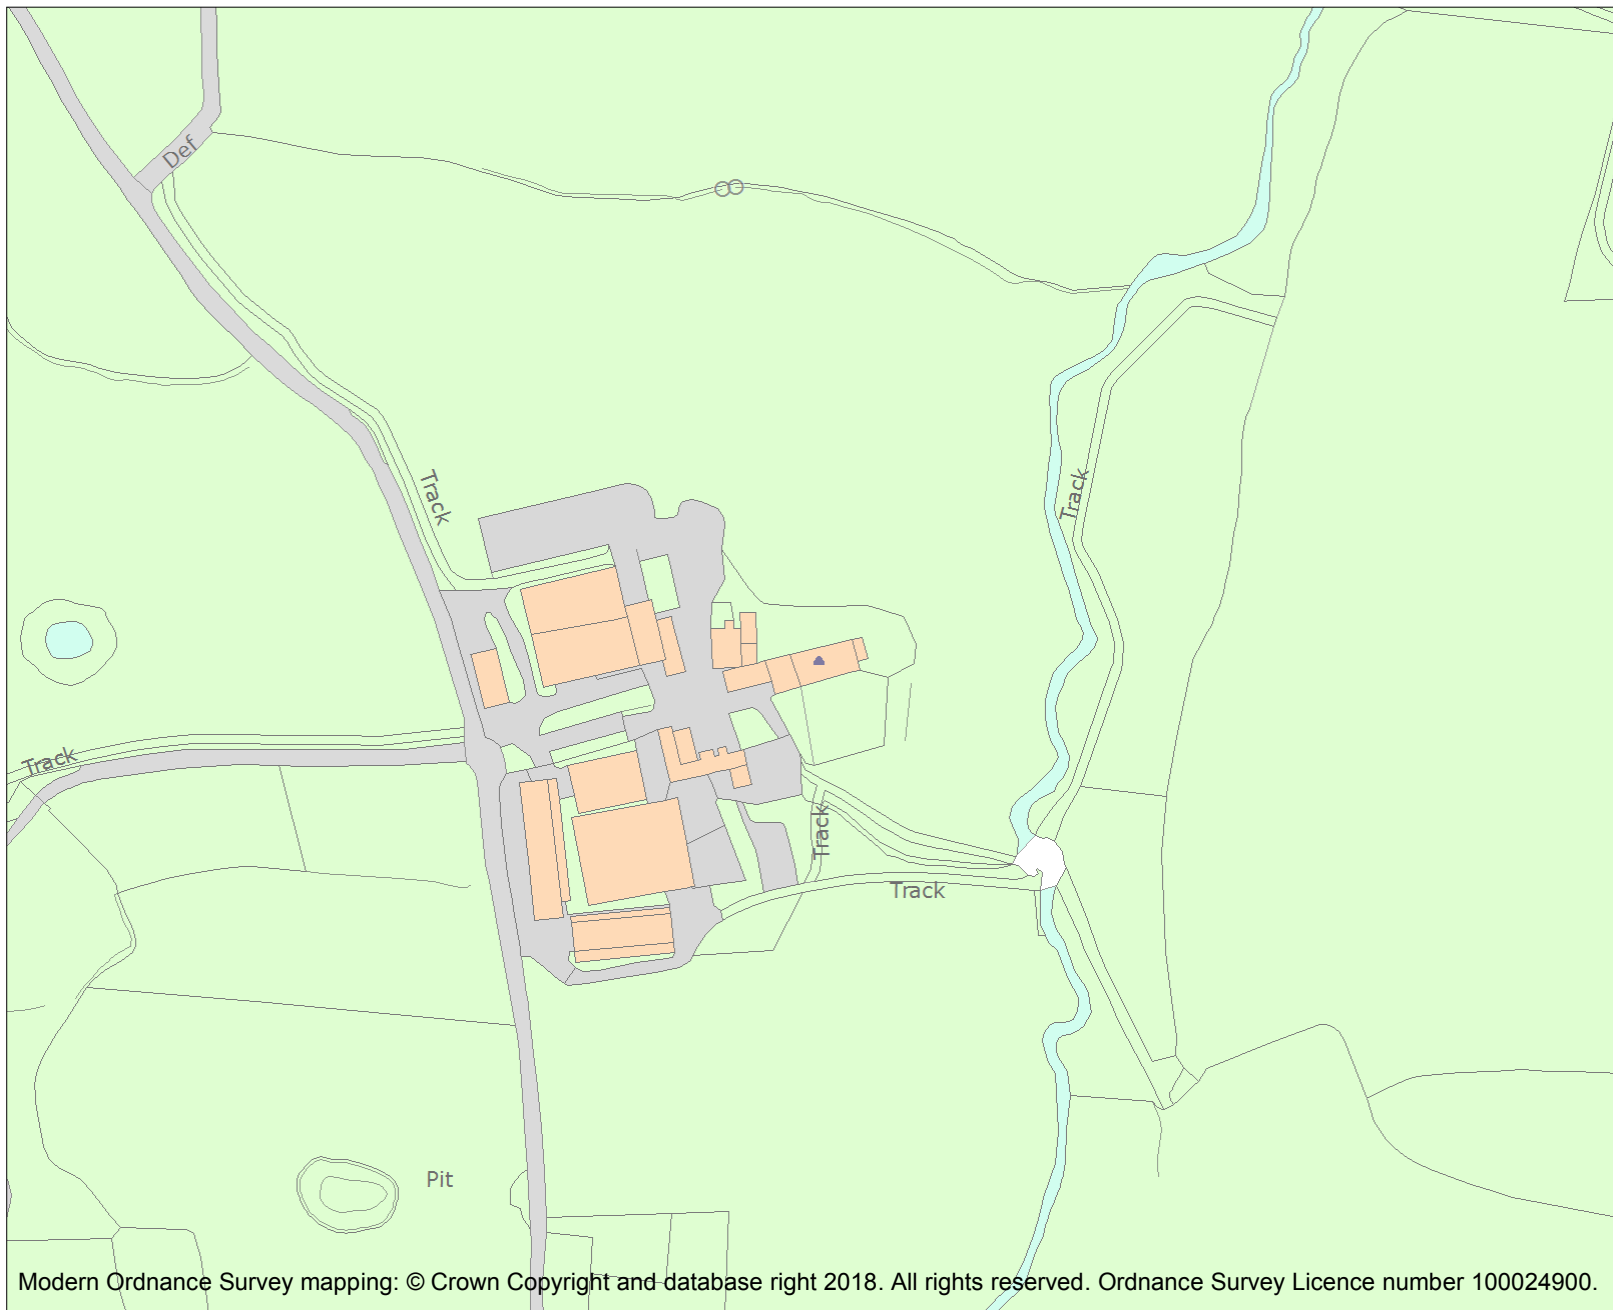 Def
Track
Track
Track
Track
Track
Pit
Modern Ordnance Survey mapping: © Crown Copyright and database right 2018. All rights reserved. Ordnance Survey Licence number 100024900.